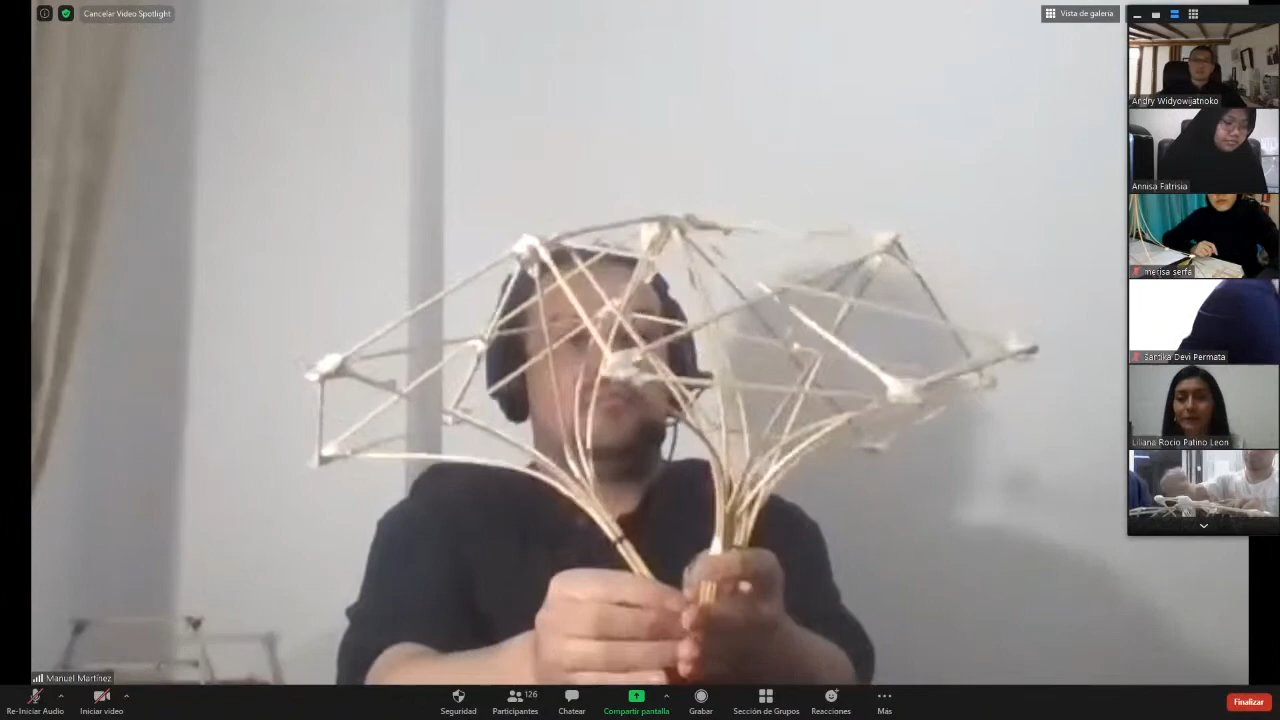 Cancelar Video Spotlight
Vista de galería
Andry Widyowijatnoko
Annisa Fatrisia
merisa serfa
Santika Devi Permata
Liliana Rocio Patino Leon
Manuel Martínez
Re-Iniciar Audio
Iniciar video
Seguridad
126
Participantes
Chatear
Compartir pantalla
Grabar
Sección de Grupos
Reacciones
Más
Finalizar